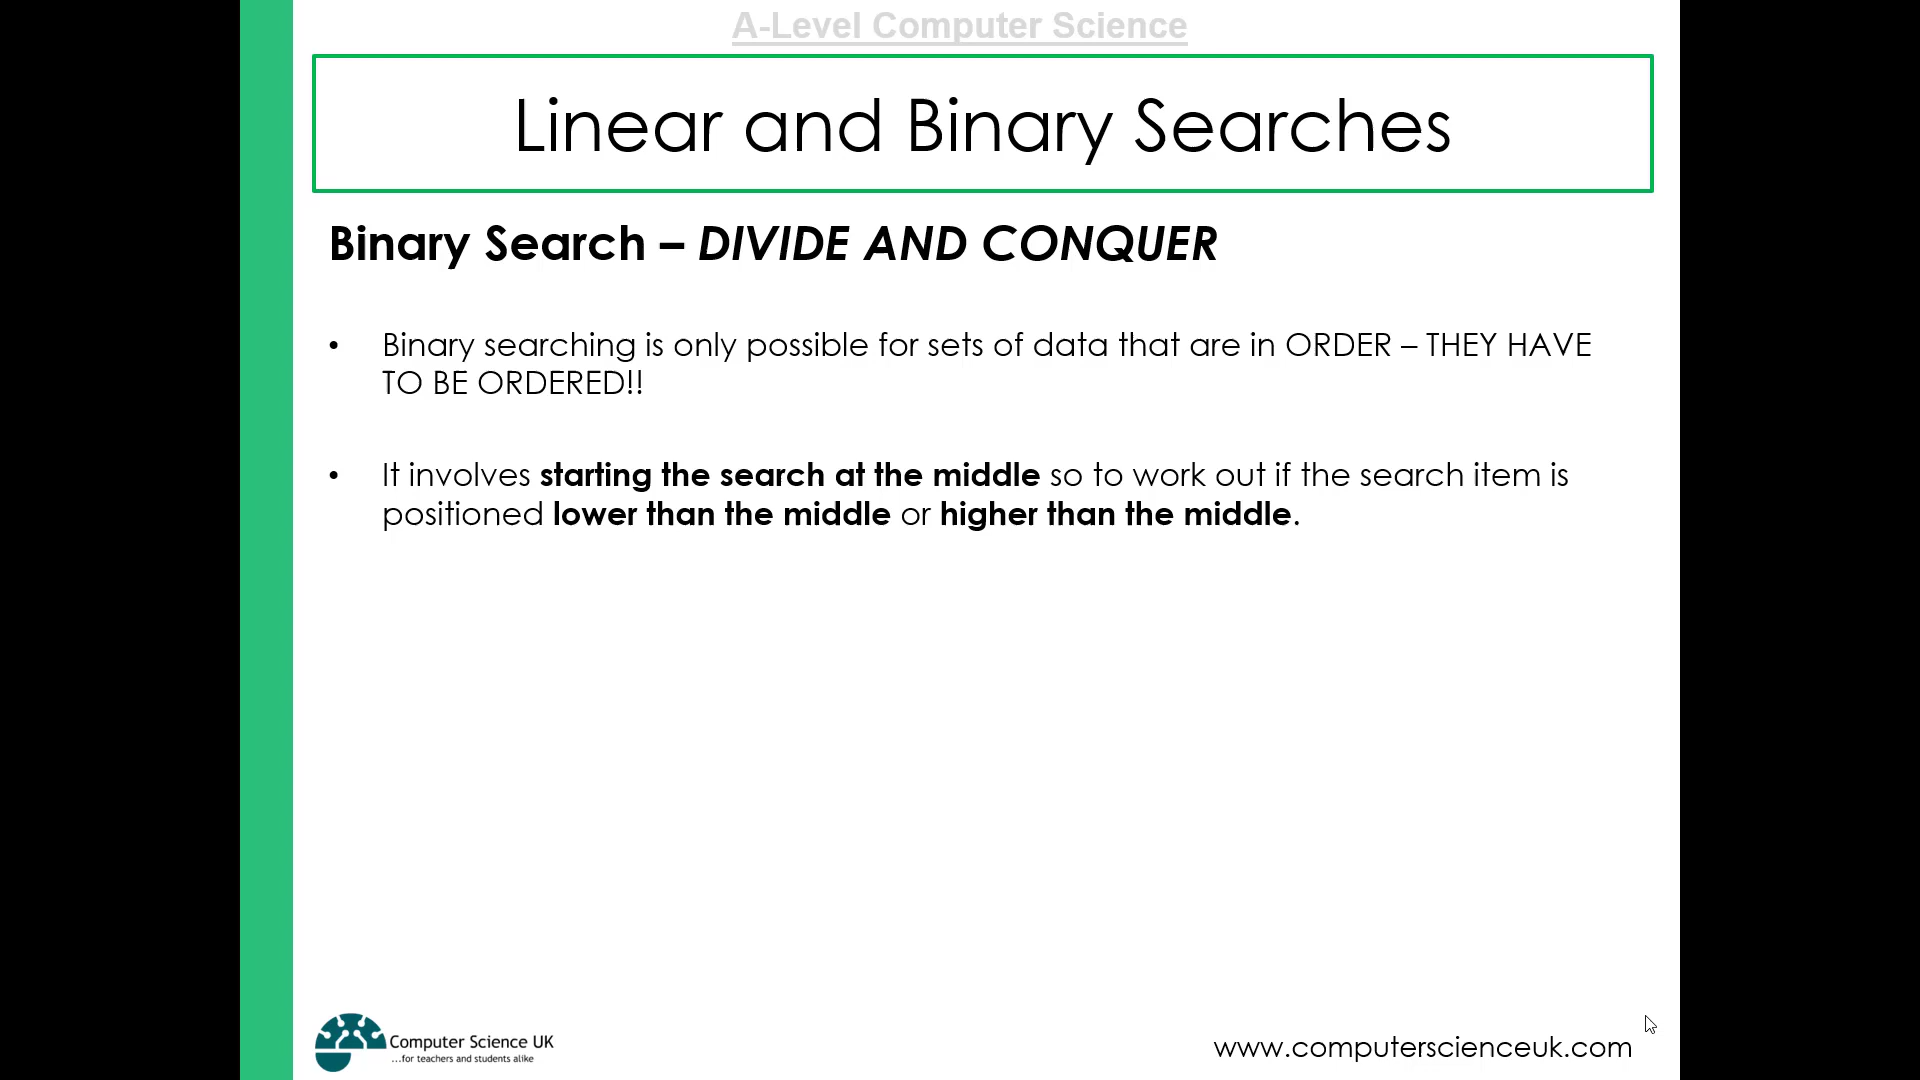 A-Level Computer Science
Linear and Binary Searches
Binary Search – DIVIDE AND CONQUER
• Binary searching is only possible for sets of data that are in ORDER – THEY HAVE
TO BE ORDERED!!
• It involves starting the search at the middle so to work out if the search item is
positioned lower than the middle or higher than the middle.
Computer Science UK
...for teachers and students alike
www.computerscienceuk.com